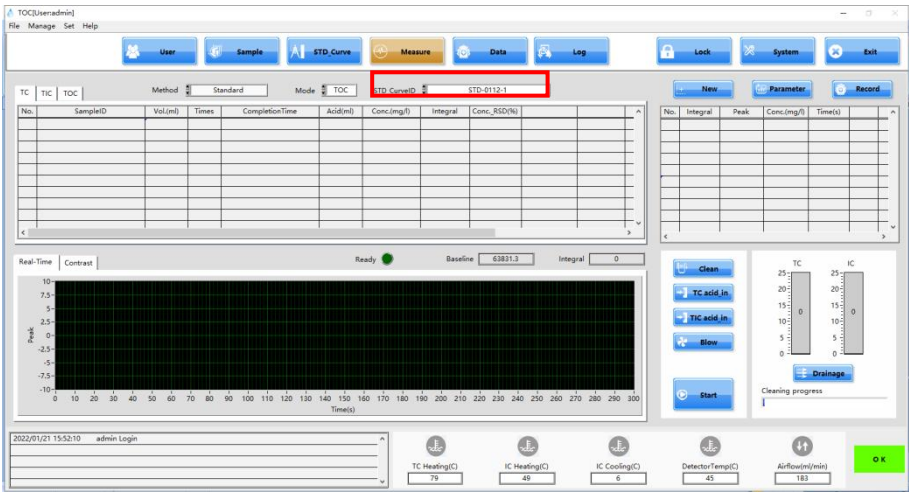 TOC[User:admin]
File Manage Set Help
User Sample STD_Curve Measure Data Log Lock System Exit
TC TIC TOC Method Standard Mode TOC STD CurveID STD-0112-1 New Parameter Record
No. SampleID Vol.(ml) Times CompletionTime Acid(ml) Conc.(mg/l) Integral Conc._RSD(%)
No. Integral Peak Conc.(mg/l) Time(s)
Real-Time Contrast Ready Baseline 63831.3 Integral 0
Clean
TC acid_in
TIC acid_in
Blow
Start
TC IC
25 25
20 20
15 15
0 0
10 10
5 5
0 0
Drainage
Cleaning progress
10
7.5
5
2.5
0
-2.5
-5
-7.5
-10
Peak
0 10 20 30 40 50 60 70 80 90 100 110 120 130 140 150 160 170 180 190 200 210 220 230 240 250 260 270 280 290 300
Time(s)
2022/01/21 15:52:10 admin Login
TC Heating(C) IC Heating(C) IC Cooling(C) DetectorTemp(C) Airflow(ml/min)
79 49 6 45 183
OK